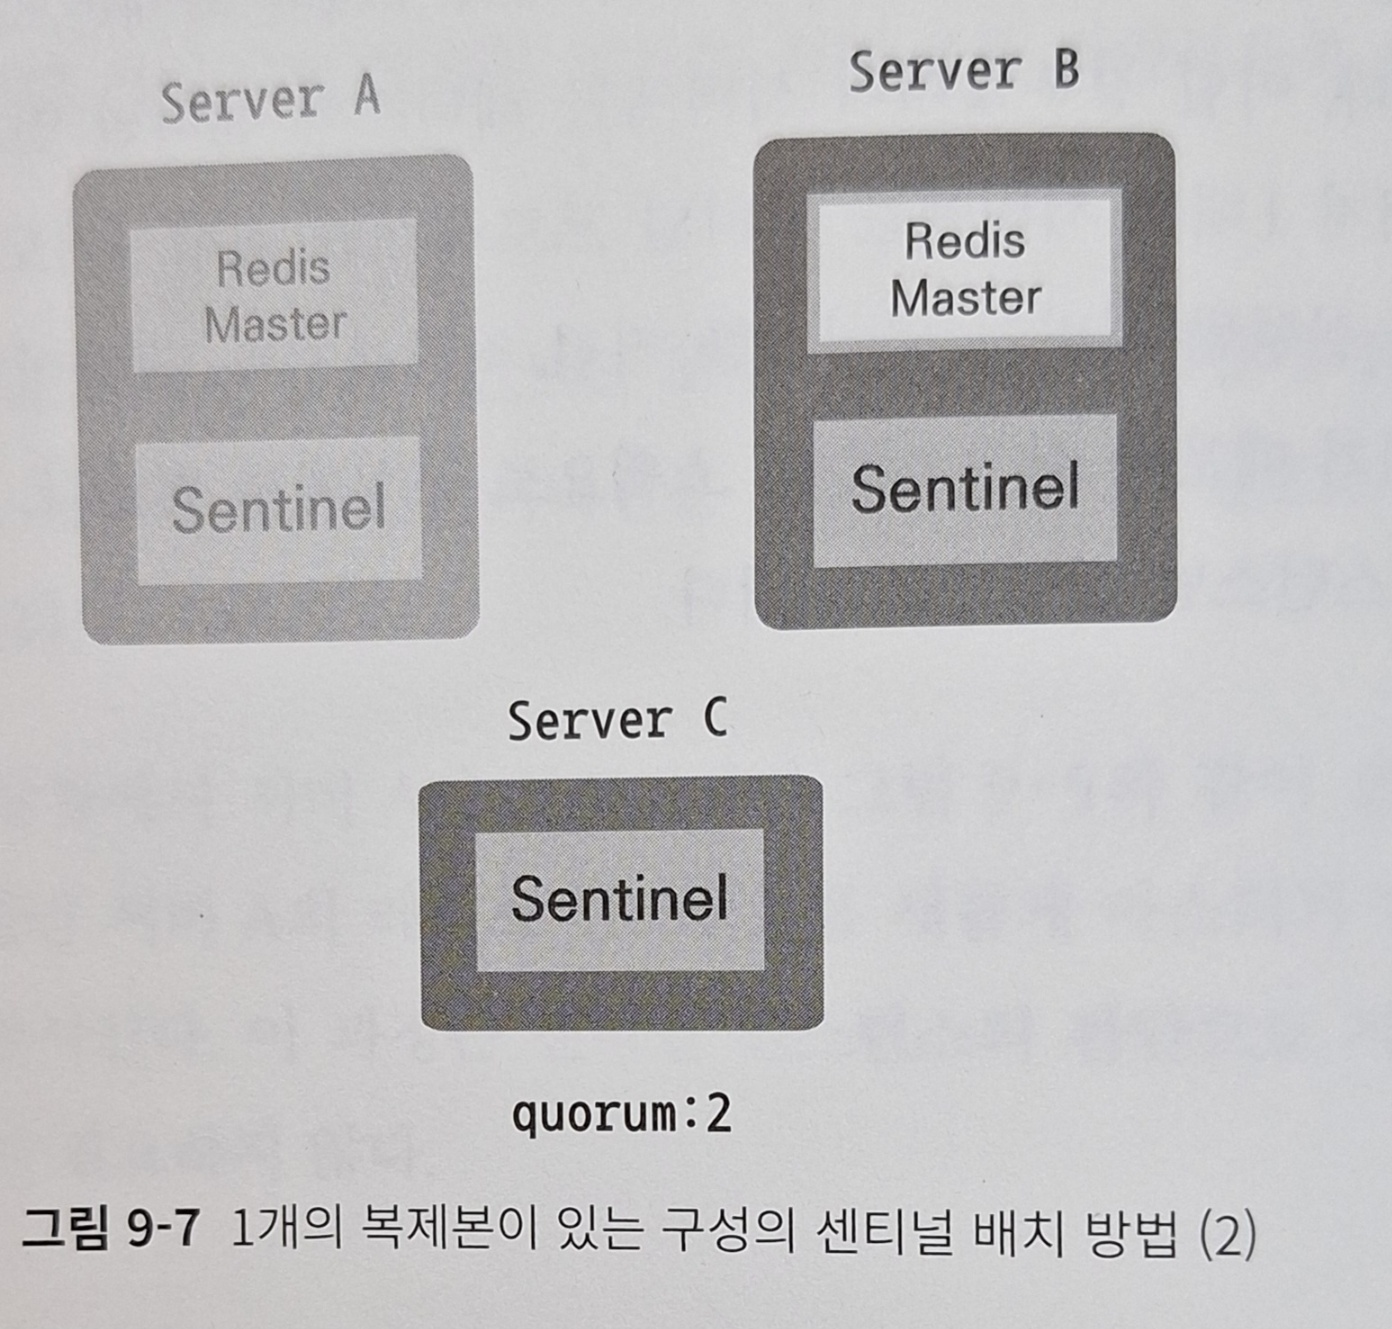 Server A
Redis
Master
Sentinel
Server B
Redis
Master
Sentinel
Server C
Sentinel
quorum:2
그림 9-7 1개의 복제본이 있는 구성의 센티널 배치 방법 (2)